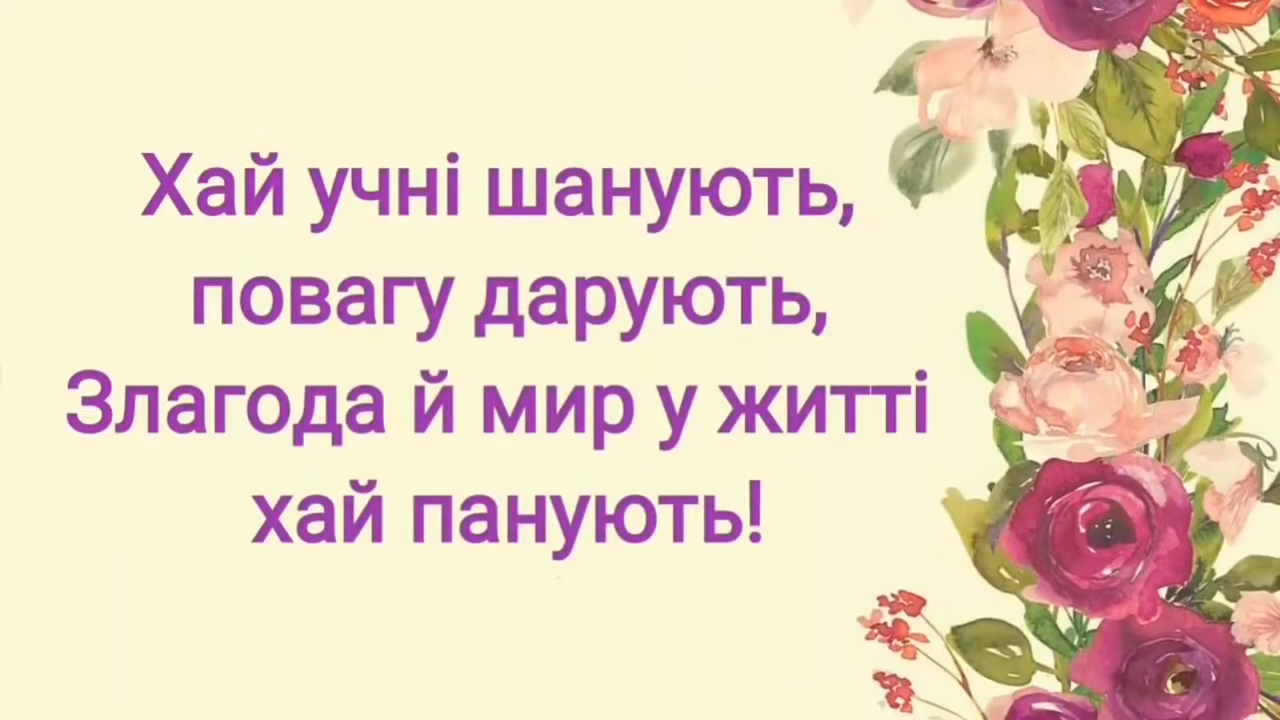 Хай учні шанують,
повагу дарують,
Злагода й мир у житті
хай панують!